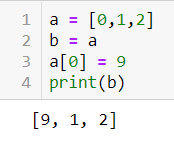 1 a = [0,1,2]
2 b = a
3 a[0] = 9
4 print(b)
[9, 1, 2]